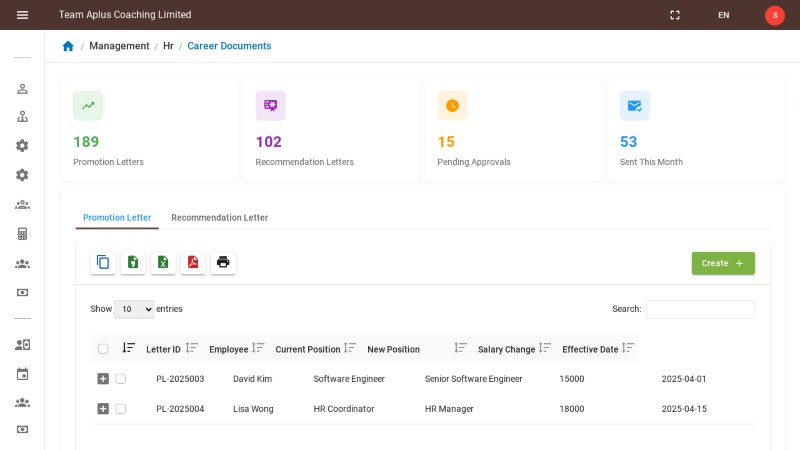 Team Aplus Coaching Limited
EN
S
/ Management / Hr / Career Documents
189
Promotion Letters
102
Recommendation Letters
15
Pending Approvals
53
Sent This Month
Promotion Letter Recommendation Letter
Create +
Show 10 entries
Search:
Letter ID Employee Current Position New Position Salary Change Effective Date
PL-2025003 David Kim Software Engineer Senior Software Engineer 15000 2025-04-01
PL-2025004 Lisa Wong HR Coordinator HR Manager 18000 2025-04-15